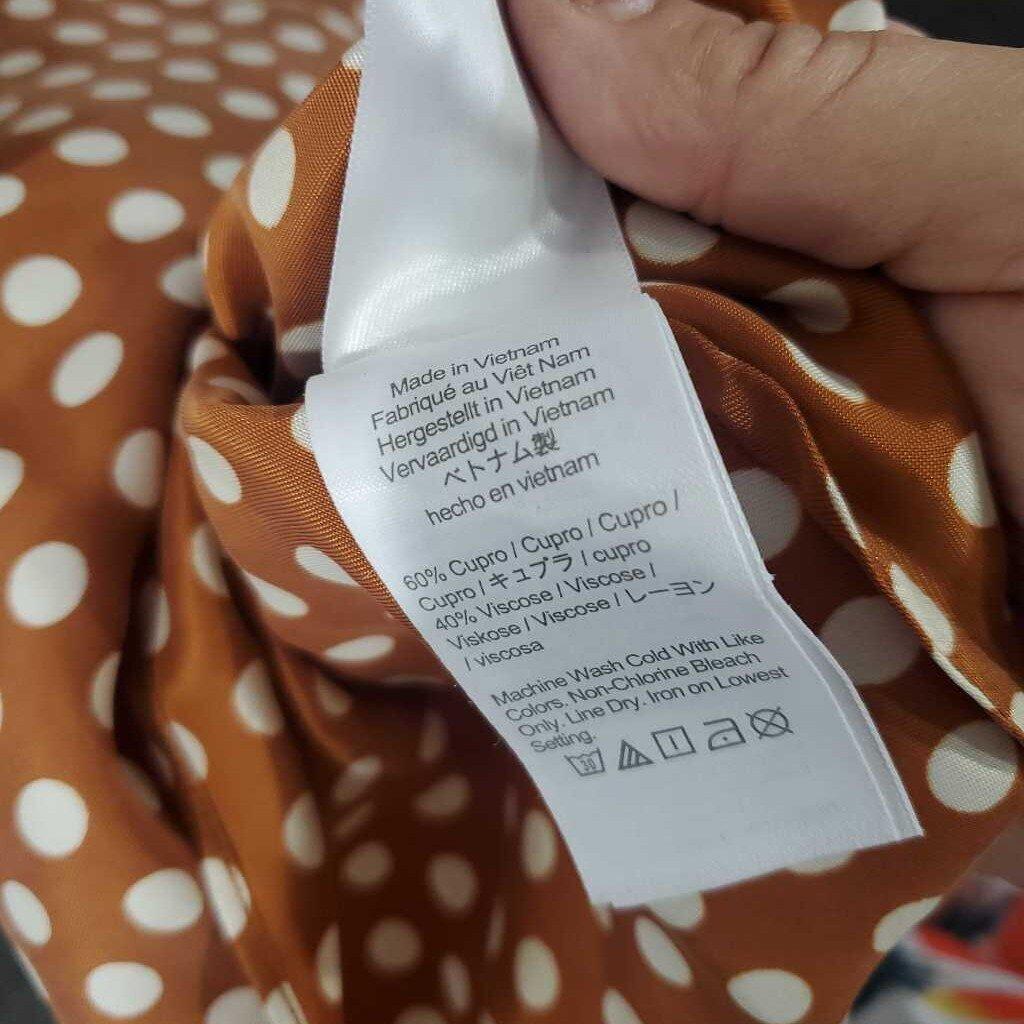 Made in Vietnam
Fabriqué au Viêt Nam
Hergestellt in Vietnam
Vervaardigd in Vietnam
ベトナム製
hecho en vietnam
60% Cupro / Cupro / Cupro /
Cupro / キュプラ / cupro
40% Viscose / Viscose /
Viskose / Viscose / レーヨン
/ viscosa
Machine Wash Cold With Like
Colors. Non-Chlorine Bleach
Only. Line Dry. Iron on Lowest
Setting.
30